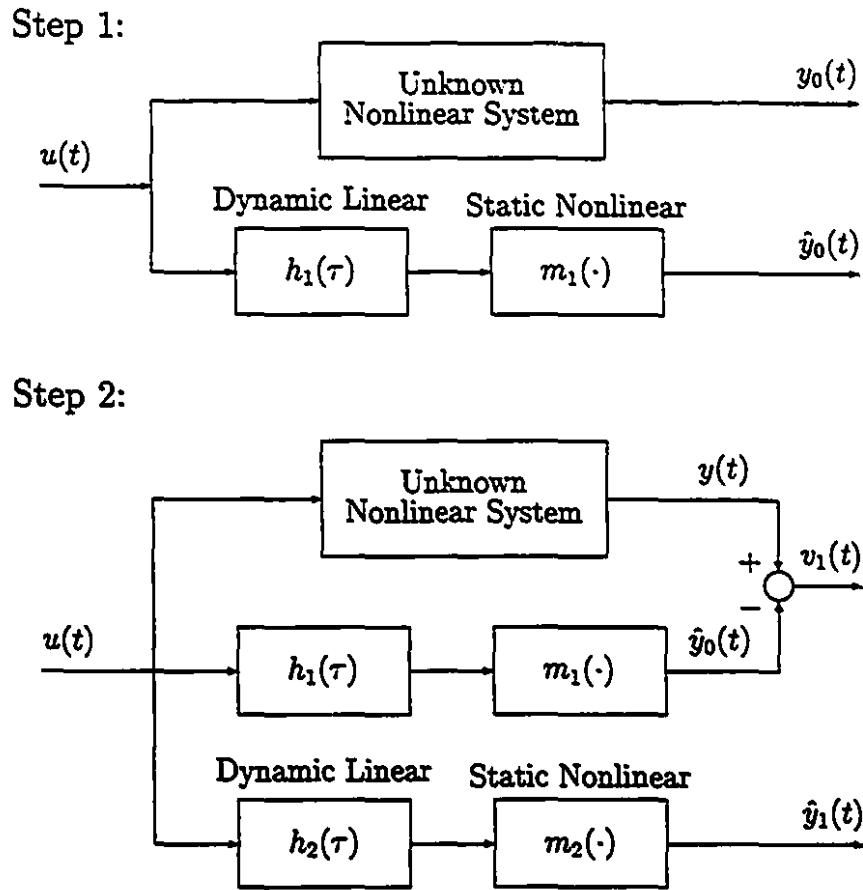 Step 1:
Unknown
Nonlinear System
y₀(t)
u(t)
Dynamic Linear
Static Nonlinear
h₁(τ)
m₁(·)
ŷ₀(t)
Step 2:
Unknown
Nonlinear System
y(t)
+
v₁(t)
−
u(t)
h₁(τ)
m₁(·)
ŷ₀(t)
Dynamic Linear
Static Nonlinear
h₂(τ)
m₂(·)
ŷ₁(t)